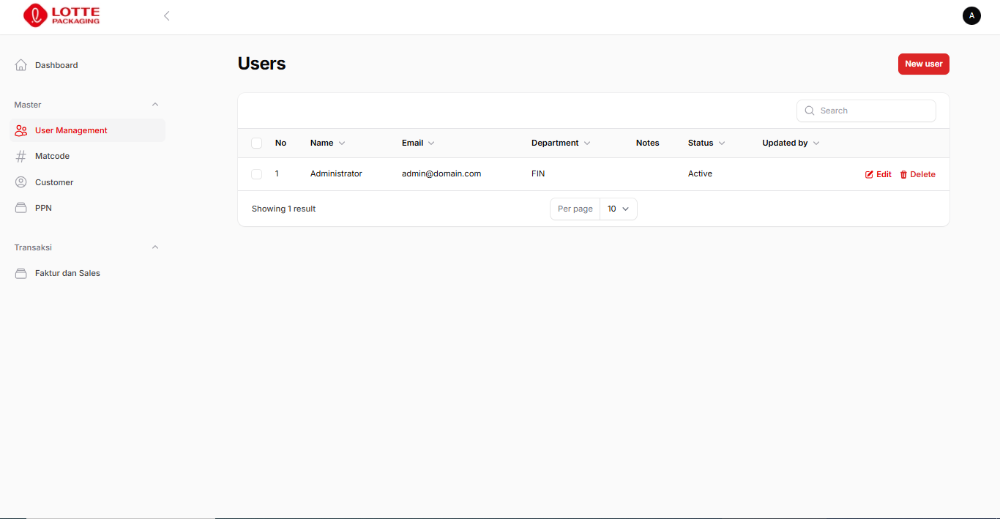 LOTTE
PACKAGING
A
Dashboard
Users
New user
Master
Search
User Management
No Name Email Department Notes Status Updated by
Matcode
1 Administrator admin@domain.com FIN Active Edit Delete
Customer
PPN
Showing 1 result Per page 10
Transaksi
Faktur dan Sales